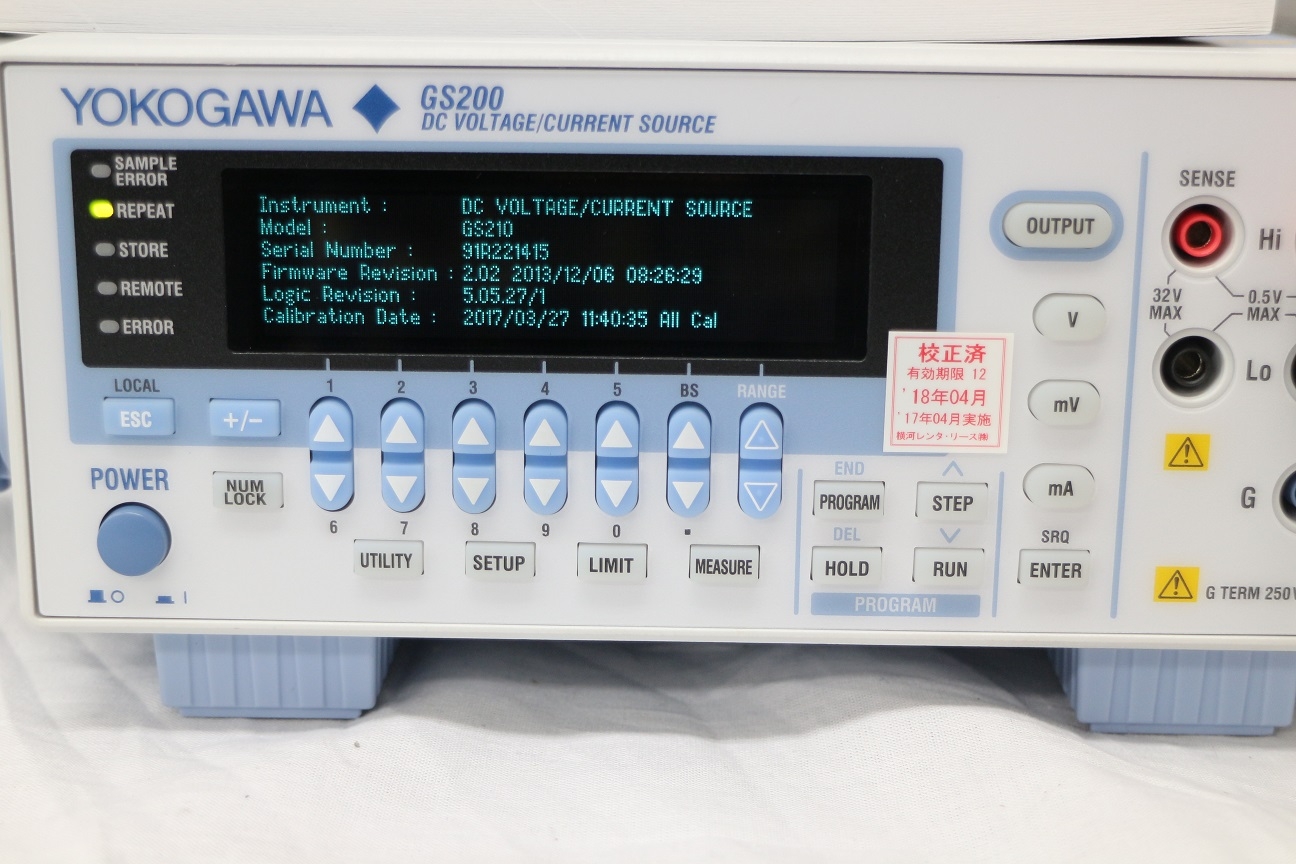 YOKOGAWA GS200
DC VOLTAGE/CURRENT SOURCE
SAMPLE
ERROR
REPEAT
STORE
REMOTE
ERROR
Instrument : DC VOLTAGE/CURRENT SOURCE
Model : GS210
Serial Number : 91R221415
Firmware Revision : 2.02 2013/12/06 08:26:29
Logic Revision : 5.05.27/1
Calibration Date : 2017/03/27 11:40:35 All Cal
OUTPUT
V
mV
mA
SRQ
ENTER
SENSE
Hi
32V
MAX
0.5V
MAX
Lo
G
G TERM 250V
校正済
有効期限 12
'18年04月
'17年04月実施
横河レンタ・リース㈱
LOCAL
ESC
+/−
1 2 3 4 5 BS RANGE
POWER
NUM
LOCK
6 7 8 9 0 .
UTILITY SETUP LIMIT MEASURE
END
PROGRAM STEP
DEL
HOLD RUN
PROGRAM